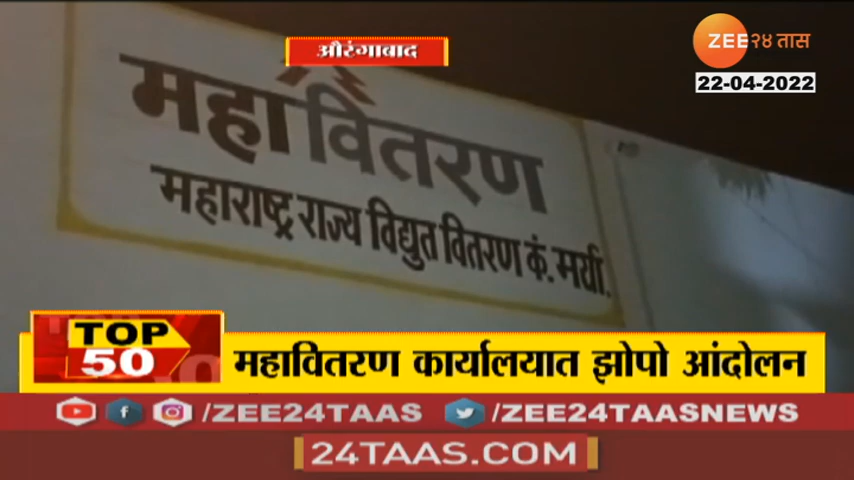 औरंगाबाद
ZEE २४ तास
22-04-2022
महावितरण
महाराष्ट्र राज्य विद्युत वितरण कं. मर्या.
TOP
50
महावितरण कार्यालयात झोपो आंदोलन
/ZEE24TAAS
/ZEE24TAASNEWS
24TAAS.COM